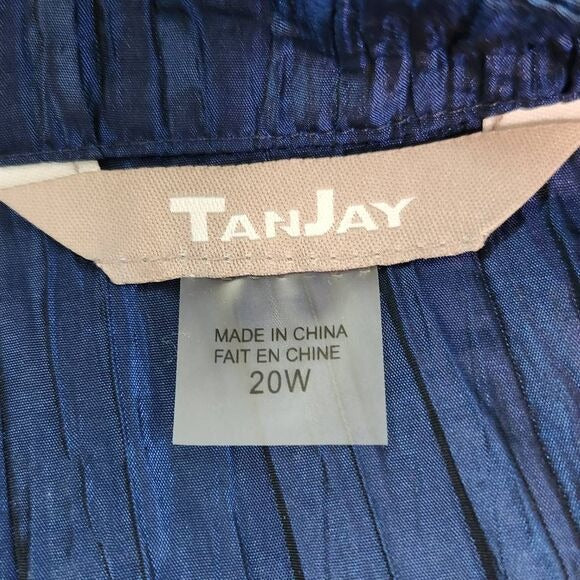 TANJAY
MADE IN CHINA
FAIT EN CHINE
20W